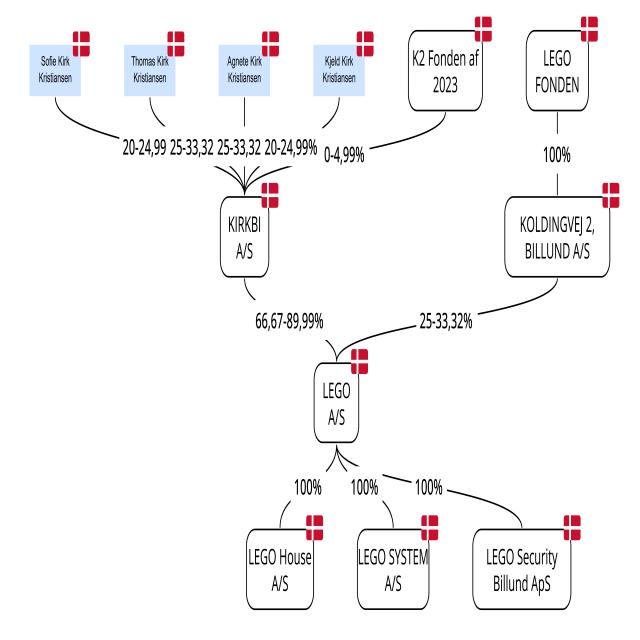 Sofie Kirk
Kristiansen
Thomas Kirk
Kristiansen
Agnete Kirk
Kristiansen
Kjeld Kirk
Kristiansen
K2 Fonden af
2023
LEGO
FONDEN
20-24,99
25-33,32
25-33,32
20-24,99%
0-4,99%
100%
KIRKBI
A/S
KOLDINGVEJ 2,
BILLUND A/S
66,67-89,99%
25-33,32%
LEGO
A/S
100%
100%
100%
LEGO House
A/S
LEGO SYSTEM
A/S
LEGO Security
Billund ApS